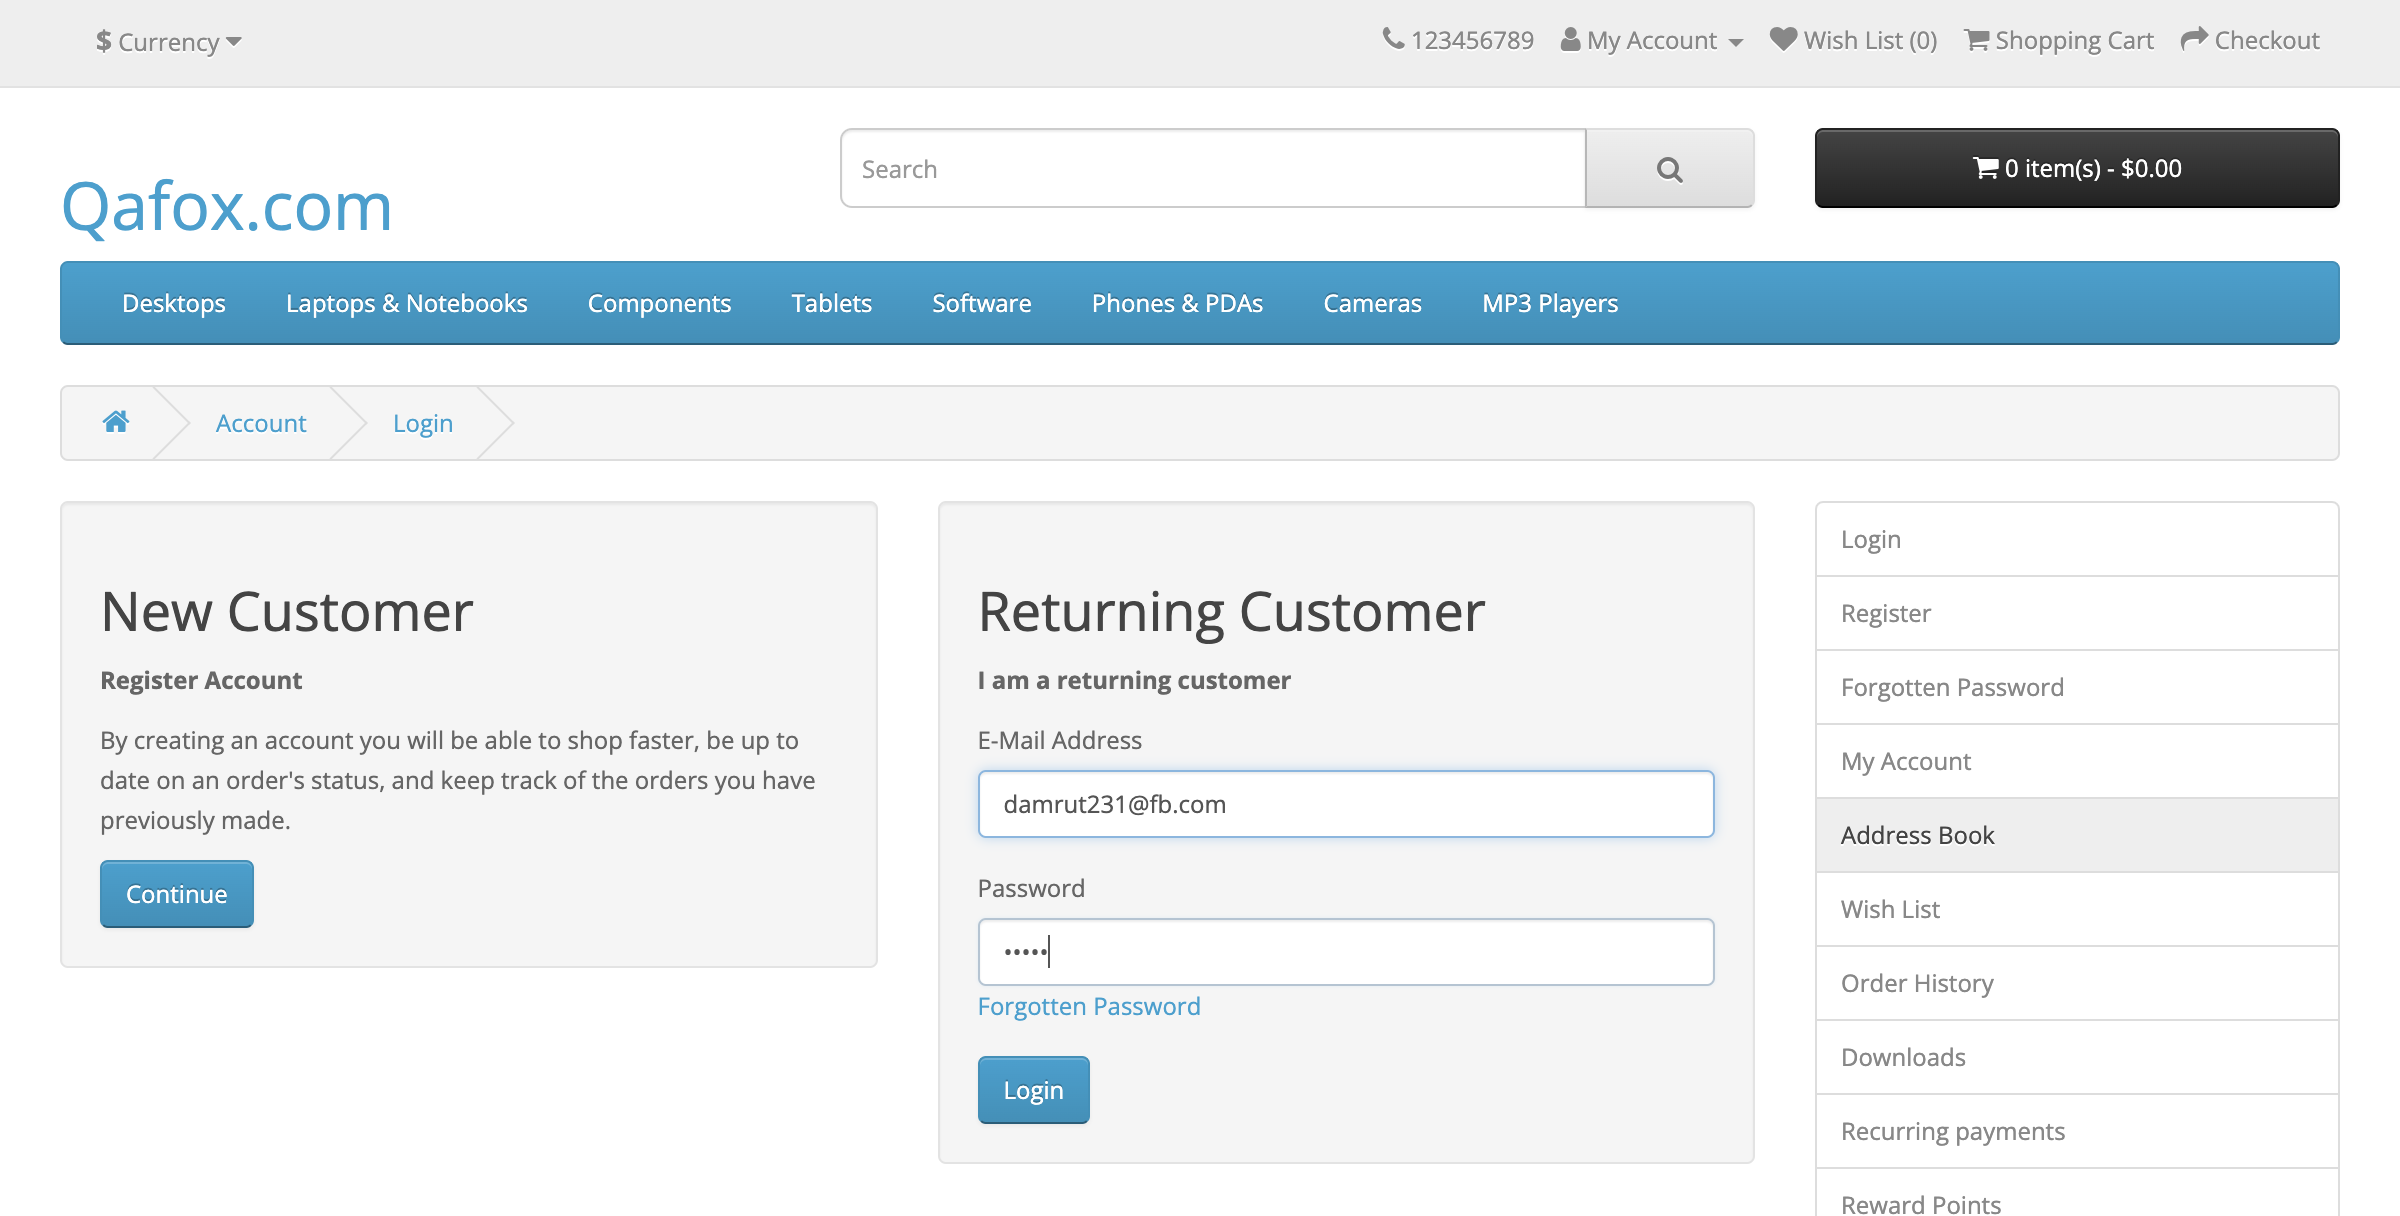 $ Currency
123456789 My Account Wish List (0) Shopping Cart Checkout
Qafox.com
Search
0 item(s) - $0.00
Desktops Laptops & Notebooks Components Tablets Software Phones & PDAs Cameras MP3 Players
Account Login
New Customer
Register Account
By creating an account you will be able to shop faster, be up to
date on an order's status, and keep track of the orders you have
previously made.
Continue
Returning Customer
I am a returning customer
E-Mail Address
damrut231@fb.com
Password
•••••
Forgotten Password
Login
Login
Register
Forgotten Password
My Account
Address Book
Wish List
Order History
Downloads
Recurring payments
Reward Points